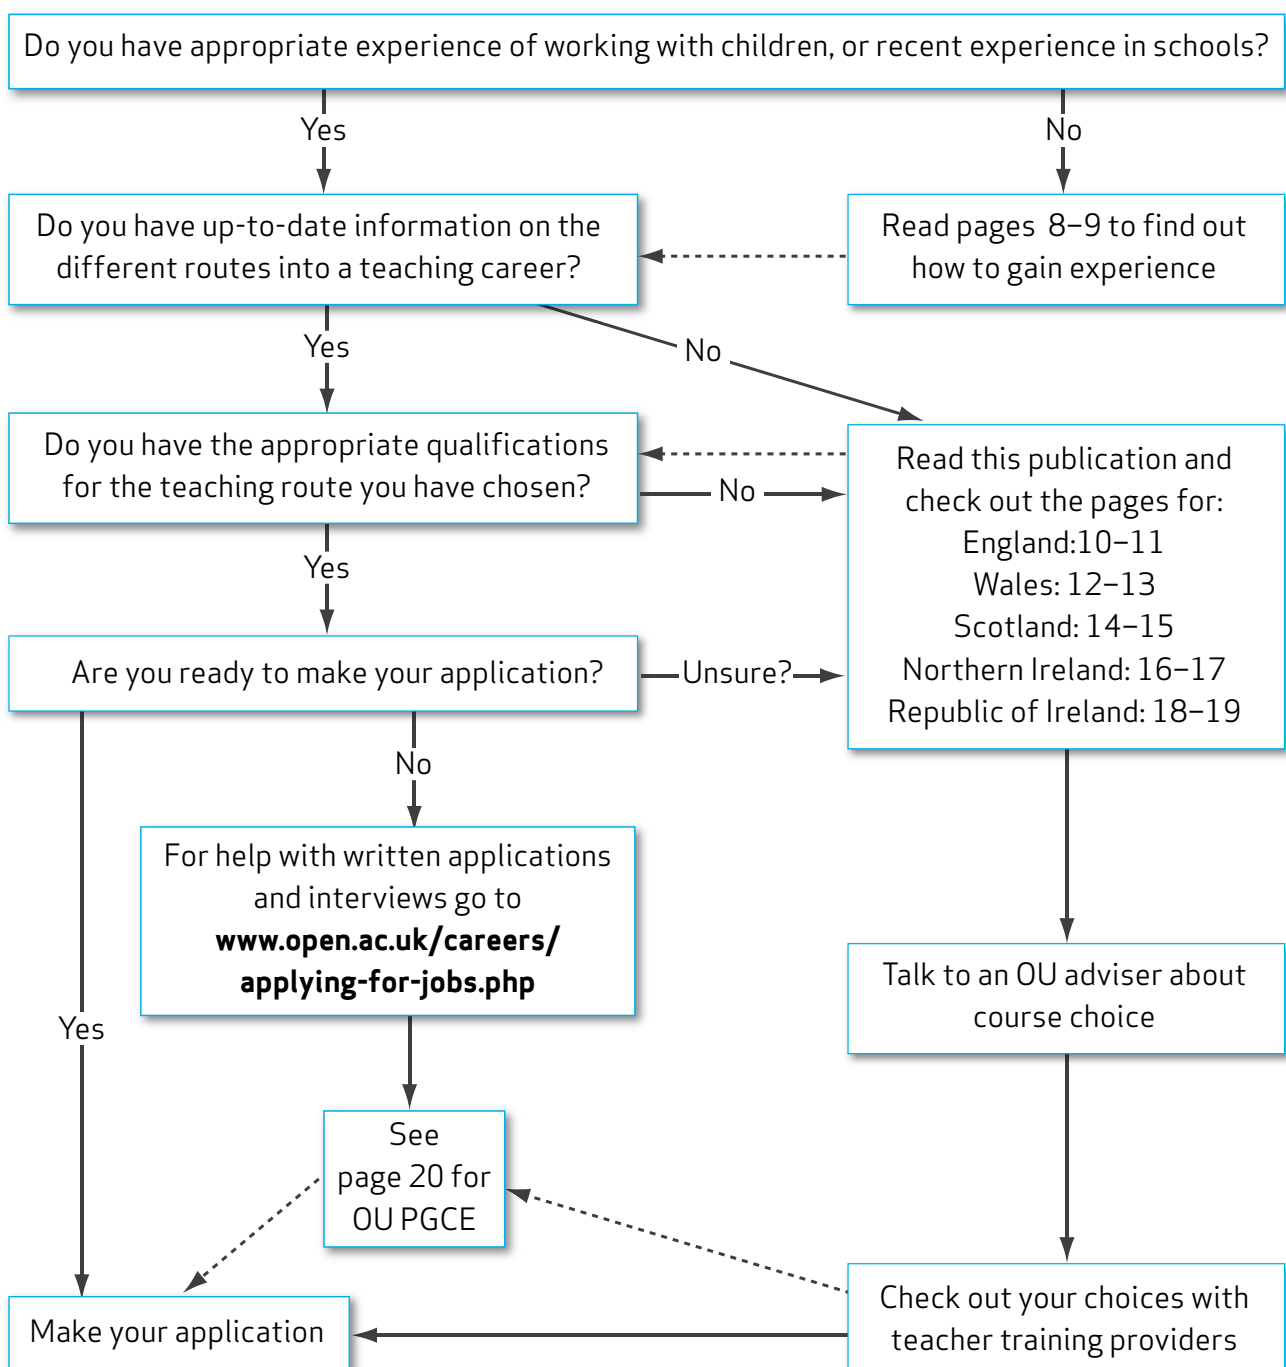 Do you have appropriate experience of working with children, or recent experience in schools?
Yes
No
Do you have up-to-date information on the
different routes into a teaching career?
Read pages 8–9 to find out
how to gain experience
Yes
No
Do you have the appropriate qualifications
for the teaching route you have chosen?
No
Read this publication and
check out the pages for:
England:10–11
Wales: 12–13
Scotland: 14–15
Northern Ireland: 16–17
Republic of Ireland: 18–19
Yes
Are you ready to make your application?
Unsure?
No
For help with written applications
and interviews go to
www.open.ac.uk/careers/
applying-for-jobs.php
Talk to an OU adviser about
course choice
Yes
See
page 20 for
OU PGCE
Make your application
Check out your choices with
teacher training providers